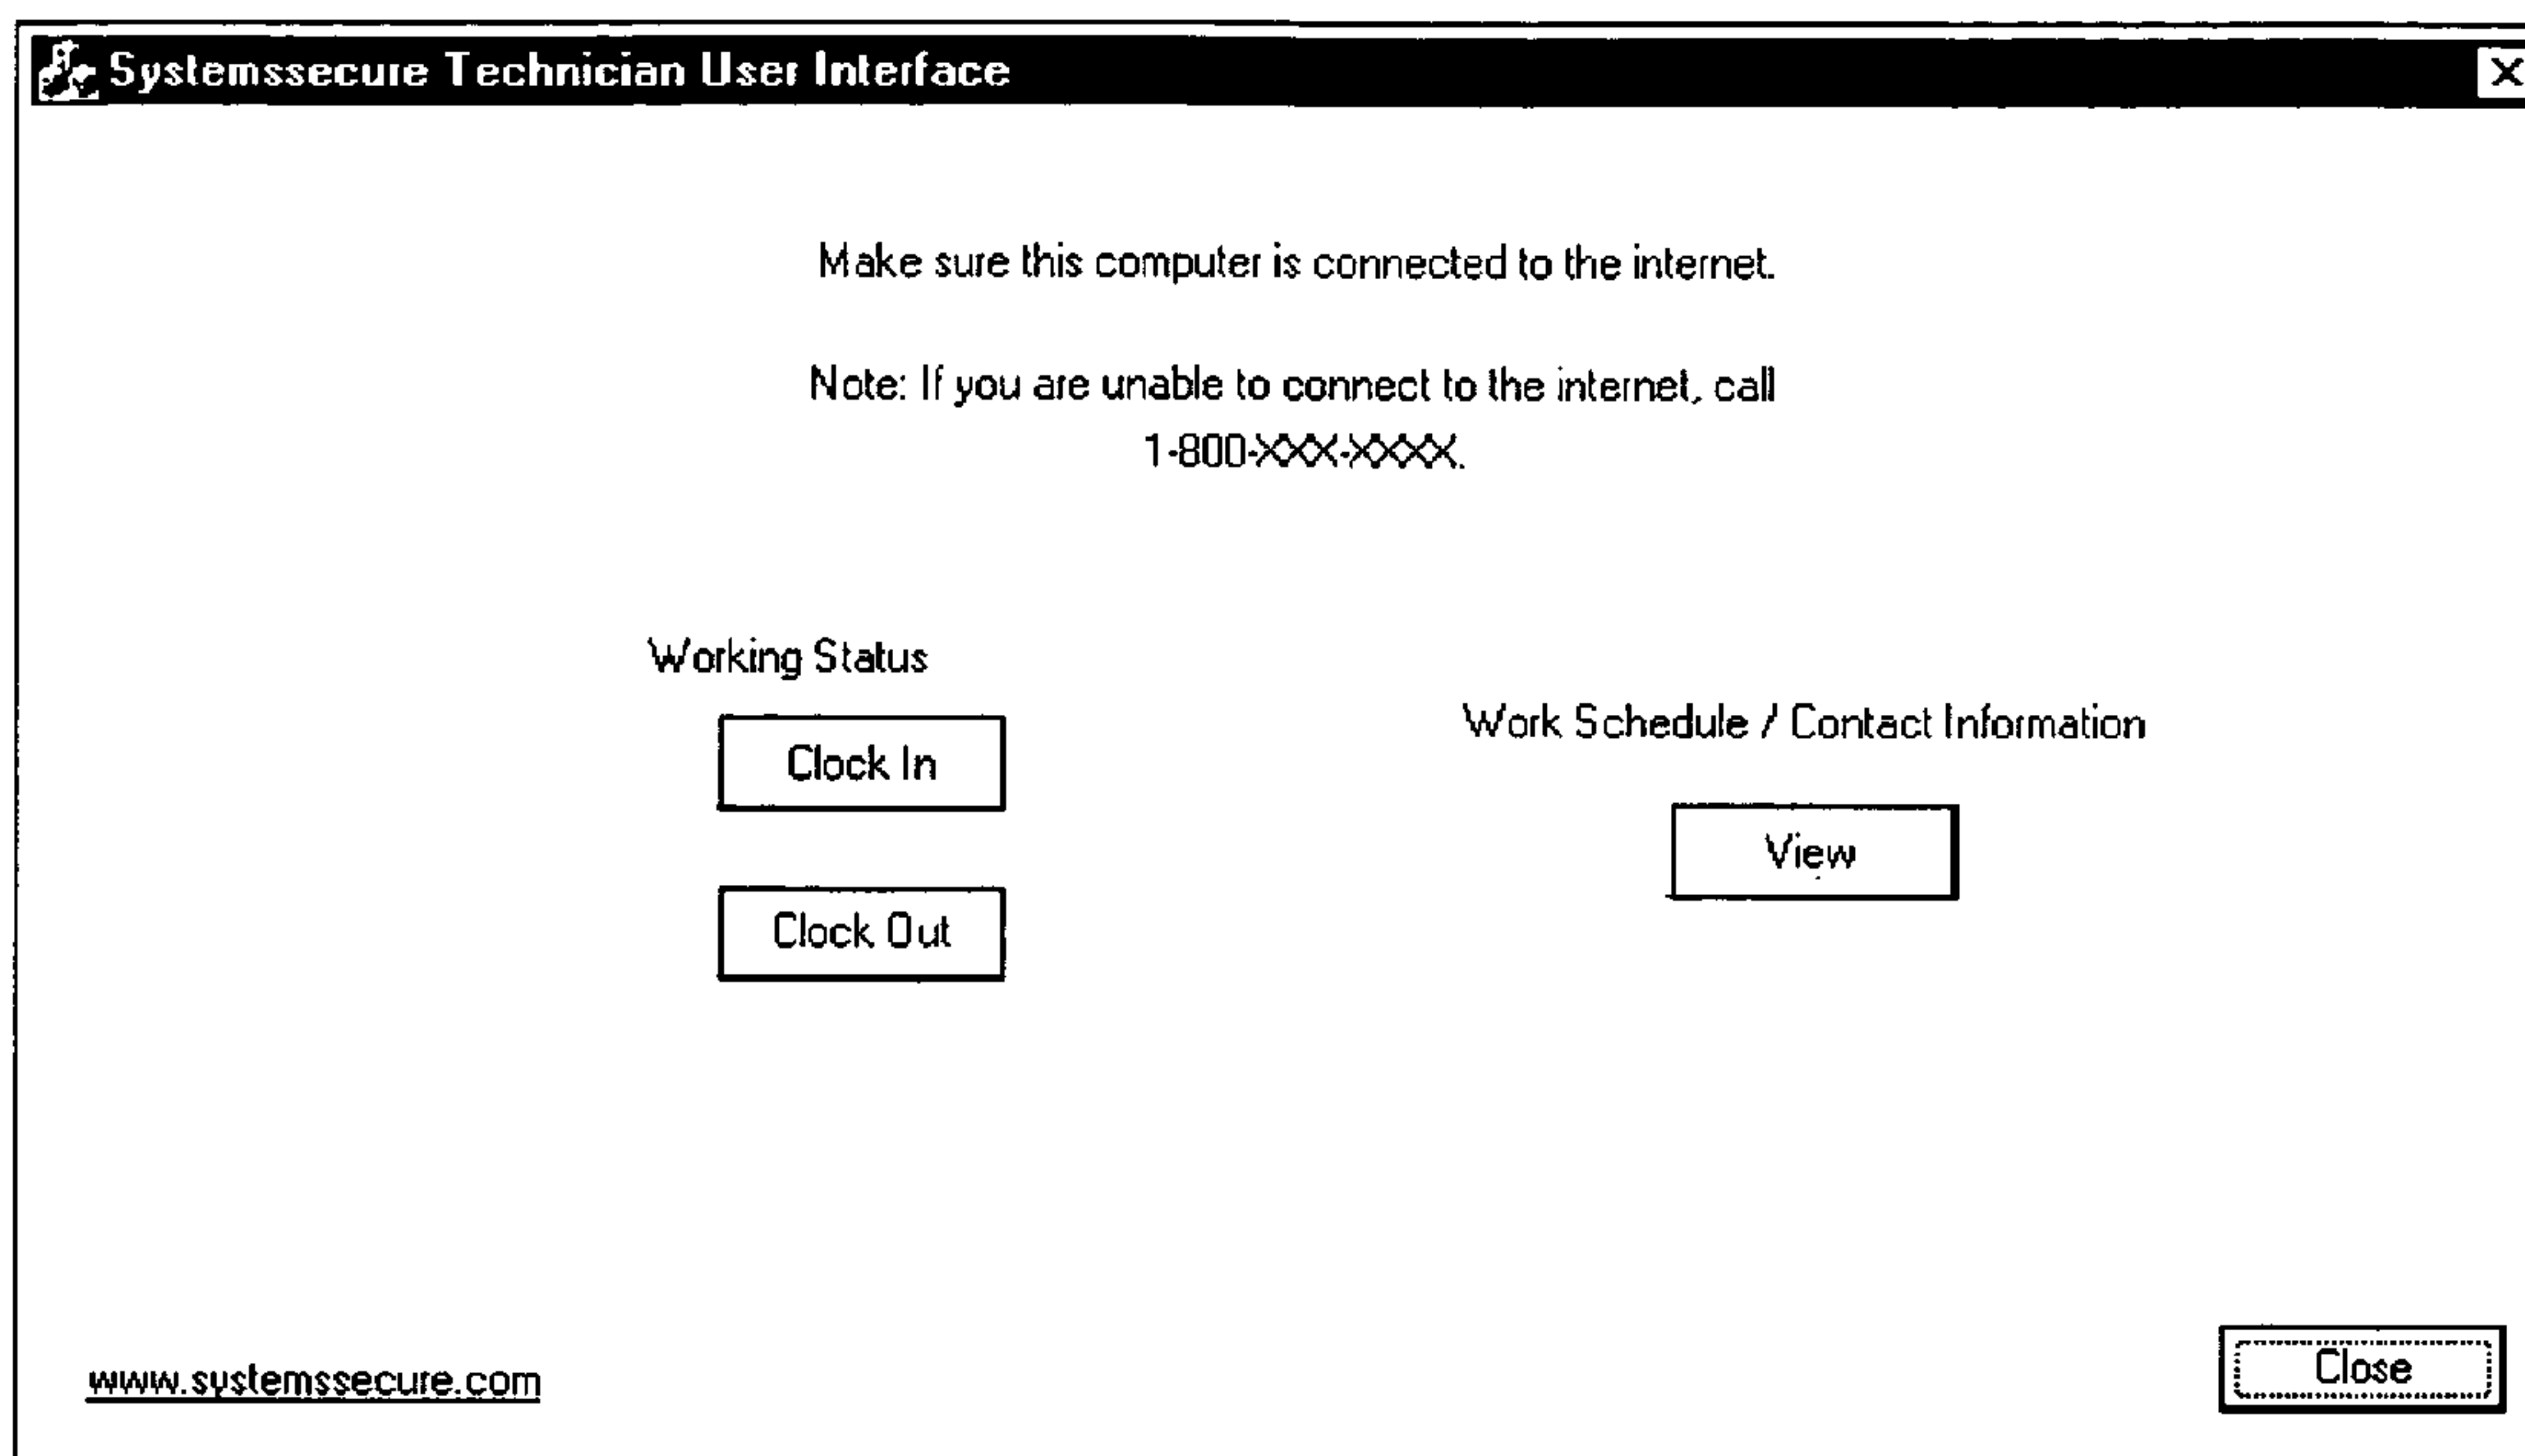 Systemssecure Technician User Interface
Make sure this computer is connected to the internet.
Note: If you are unable to connect to the internet, call
1-800-XXX-XXXX.
Working Status
Clock In
Work Schedule / Contact Information
View
Clock Out
www.systemssecure.com
Close